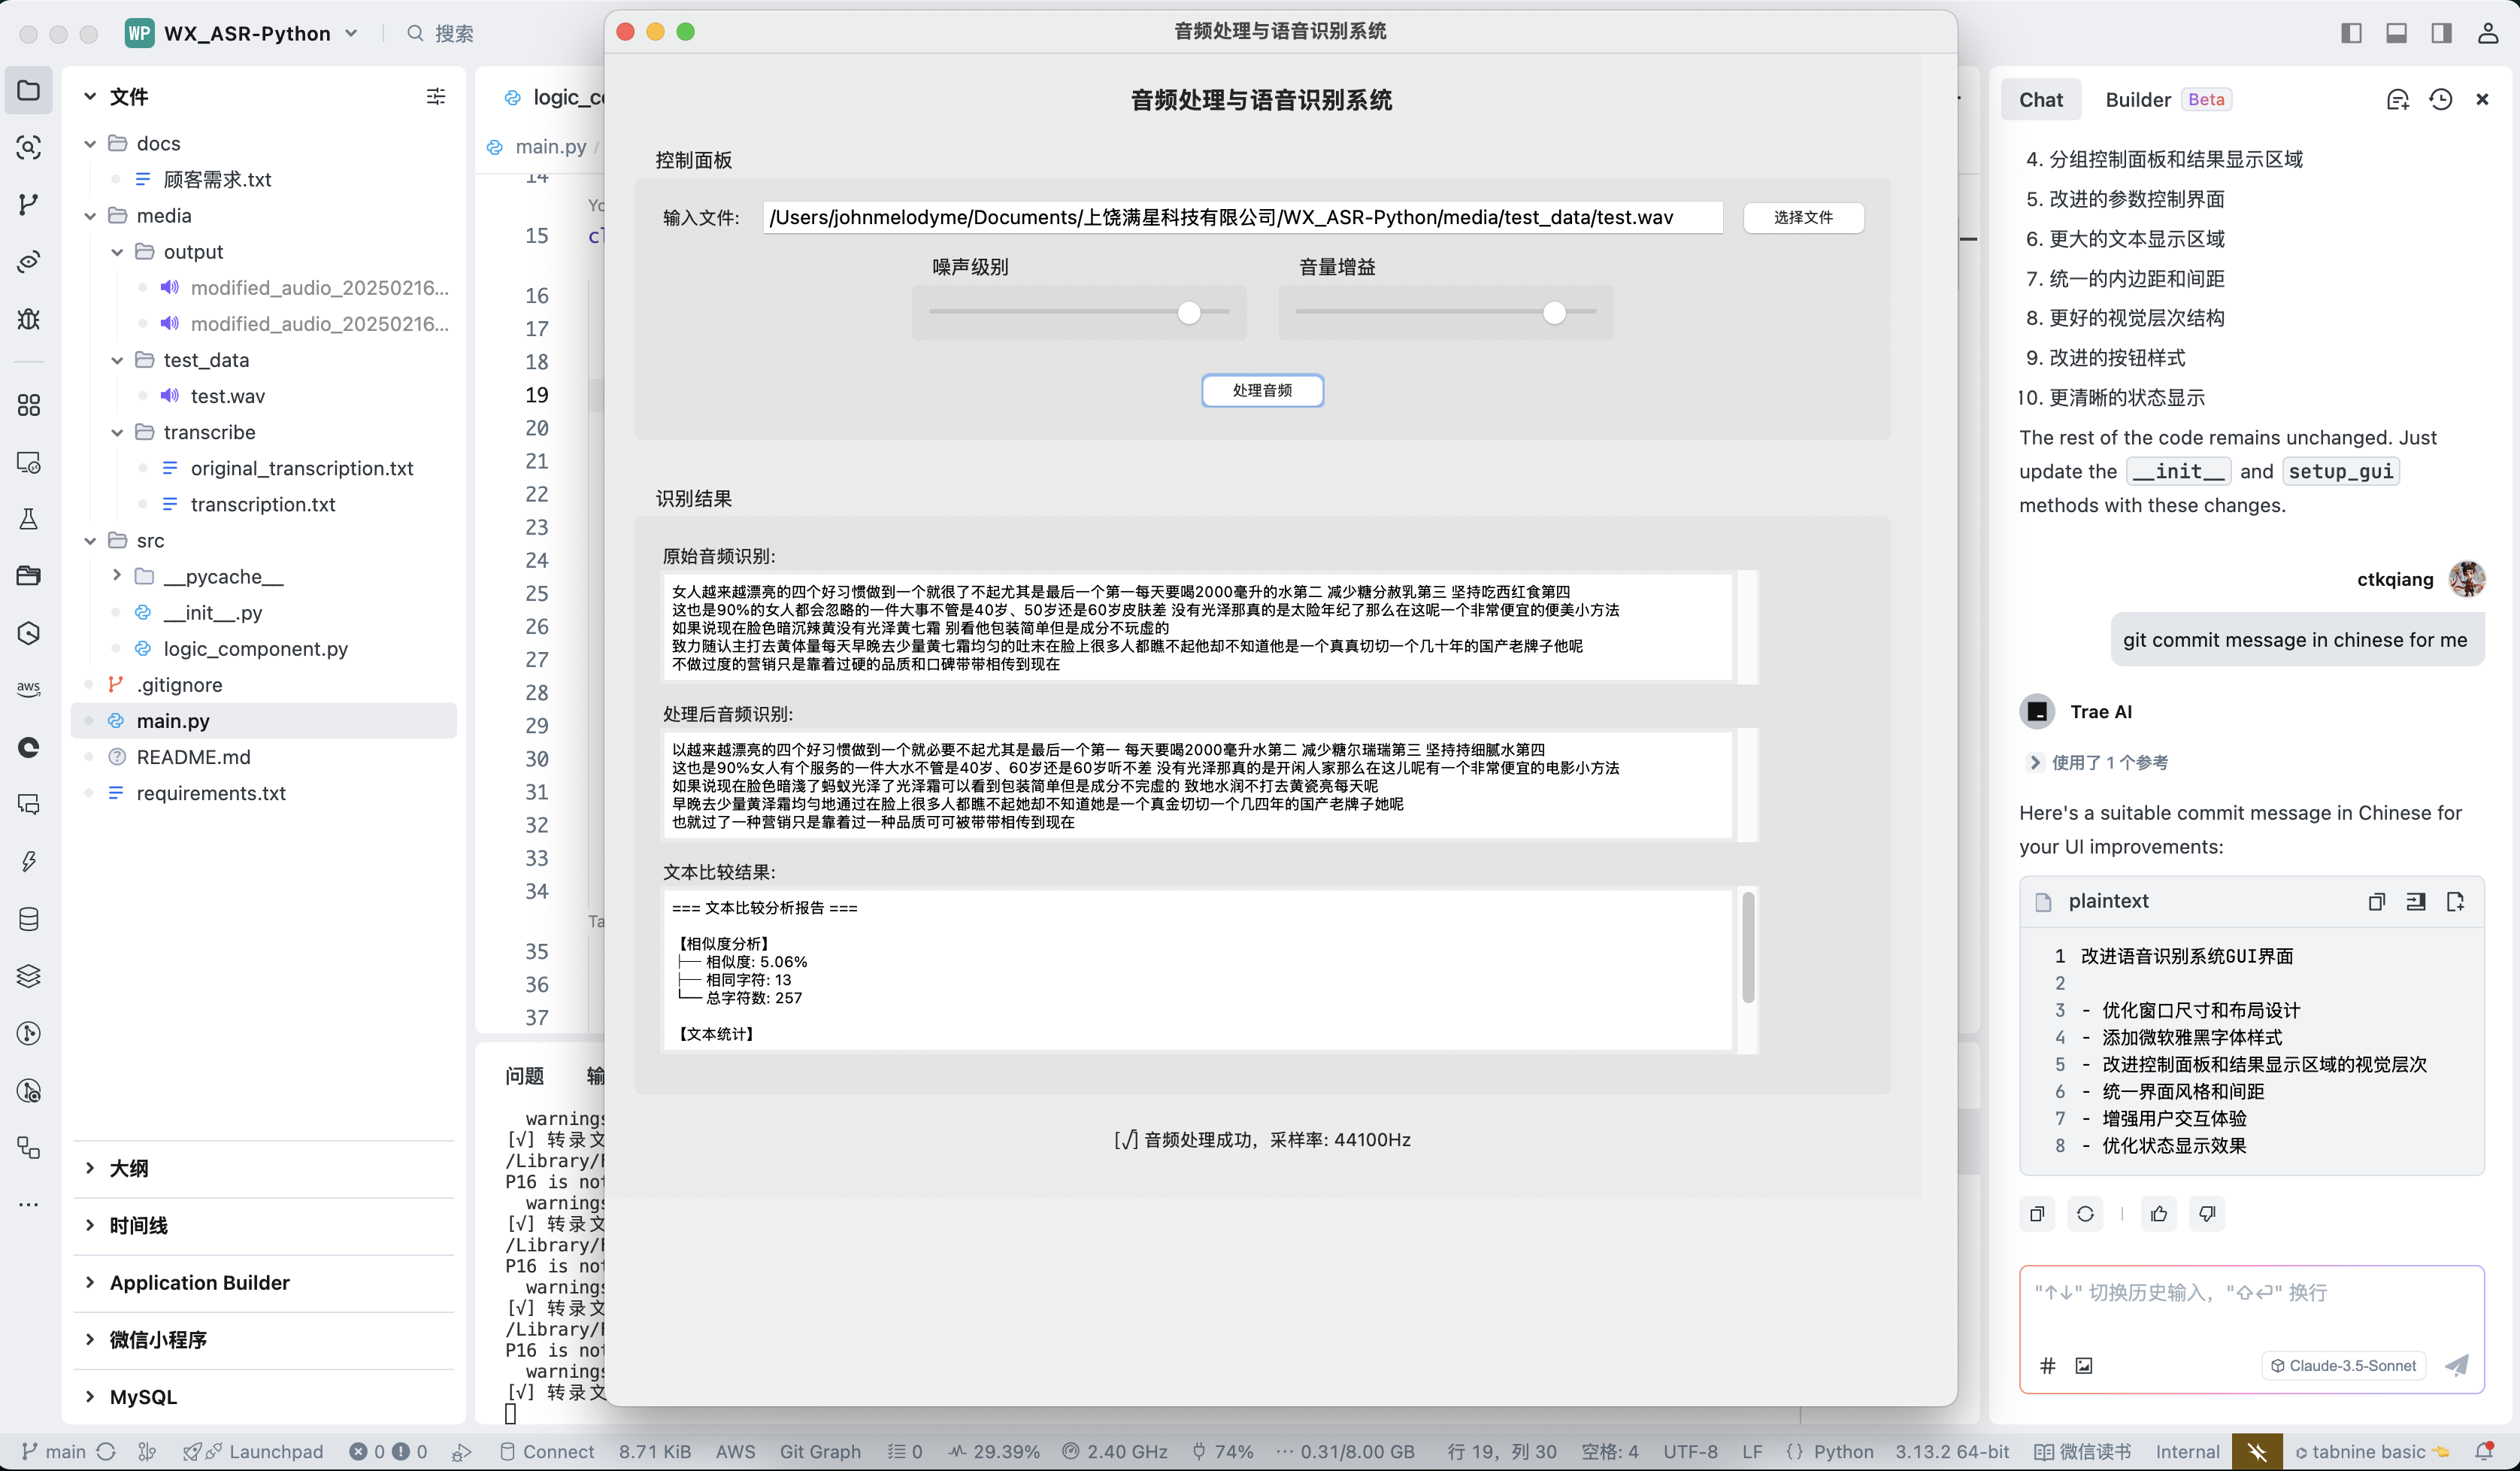 WP WX_ASR-Python
搜索
文件
docs
顾客需求.txt
media
output
modified_audio_20250216...
modified_audio_20250216...
test_data
test.wav
transcribe
original_transcription.txt
transcription.txt
src
__pycache__
__init__.py
logic_component.py
.gitignore
main.py
README.md
requirements.txt
大纲
时间线
Application Builder
微信小程序
MySQL
aws
logic_c
main.py /
14
Yo
15 cl
16
17
18
19
20
21
22
23
24
25
26
27
28
29
30
31
32
33
34
Ta
35
36
37
问题 输
warnings
[√] 转录文
/Library/F
P16 is not
warnings
[√] 转录文
/Library/F
P16 is not
warnings
[√] 转录文
/Library/F
P16 is not
warnings
[√] 转录文
音频处理与语音识别系统
音频处理与语音识别系统
控制面板
输入文件: /Users/johnmelodyme/Documents/上饶满星科技有限公司/WX_ASR-Python/media/test_data/test.wav 选择文件
噪声级别 音量增益
处理音频
识别结果
原始音频识别:
女人越来越漂亮的四个好习惯做到一个就很了不起尤其是最后一个第一每天要喝2000毫升的水第二 减少糖分赦乳第三 坚持吃西红食第四
这也是90%的女人都会忽略的一件大事不管是40岁、50岁还是60岁皮肤差 没有光泽那真的是太险年纪了那么在这呢一个非常便宜的便美小方法
如果说现在脸色暗沉辣黄没有光泽黄七霜 别看他包装简单但是成分不玩虚的
致力随认主打去黄体量每天早晚去少量黄七霜均匀的吐末在脸上很多人都瞧不起他却不知道他是一个真真切切一个几十年的国产老牌子他呢
不做过度的营销只是靠着过硬的品质和口碑带带相传到现在
处理后音频识别:
以越来越漂亮的四个好习惯做到一个就必要不起尤其是最后一个第一 每天要喝2000毫升水第二 减少糖尔瑞瑞第三 坚持持细腻水第四
这也是90%女人有个服务的一件大水不管是40岁、60岁还是60岁听不差 没有光泽那真的是开闲人家那么在这儿呢有一个非常便宜的电影小方法
如果说现在脸色暗淺了蚂蚁光泽了光泽霜可以看到包装简单但是成分不完虚的 致地水润不打去黄瓷亮每天呢
早晚去少量黄泽霜均匀地通过在脸上很多人都瞧不起她却不知道她是一个真金切切一个几四年的国产老牌子她呢
也就过了一种营销只是靠着过一种品质可可被带带相传到现在
文本比较结果:
=== 文本比较分析报告 ===
【相似度分析】
├── 相似度: 5.06%
├── 相同字符: 13
└── 总字符数: 257
【文本统计】
[√] 音频处理成功，采样率: 44100Hz
Chat Builder Beta
4. 分组控制面板和结果显示区域
5. 改进的参数控制界面
6. 更大的文本显示区域
7. 统一的内边距和间距
8. 更好的视觉层次结构
9. 改进的按钮样式
10. 更清晰的状态显示
The rest of the code remains unchanged. Just
update the __init__ and setup_gui
methods with these changes.
ctkqiang
git commit message in chinese for me
Trae AI
使用了 1 个参考
Here's a suitable commit message in Chinese for
your UI improvements:
plaintext
1 改进语音识别系统GUI界面
2
3 - 优化窗口尺寸和布局设计
4 - 添加微软雅黑字体样式
5 - 改进控制面板和结果显示区域的视觉层次
6 - 统一界面风格和间距
7 - 增强用户交互体验
8 - 优化状态显示效果
"↑↓" 切换历史输入，"⇧⏎" 换行
# Claude-3.5-Sonnet
main Launchpad 0 0 Connect 8.71 KiB AWS Git Graph 0 29.39% 2.40 GHz 74% ··· 0.31/8.00 GB 行 19，列 30 空格: 4 UTF-8 LF {} Python 3.13.2 64-bit 微信读书 Internal tabnine basic 👈